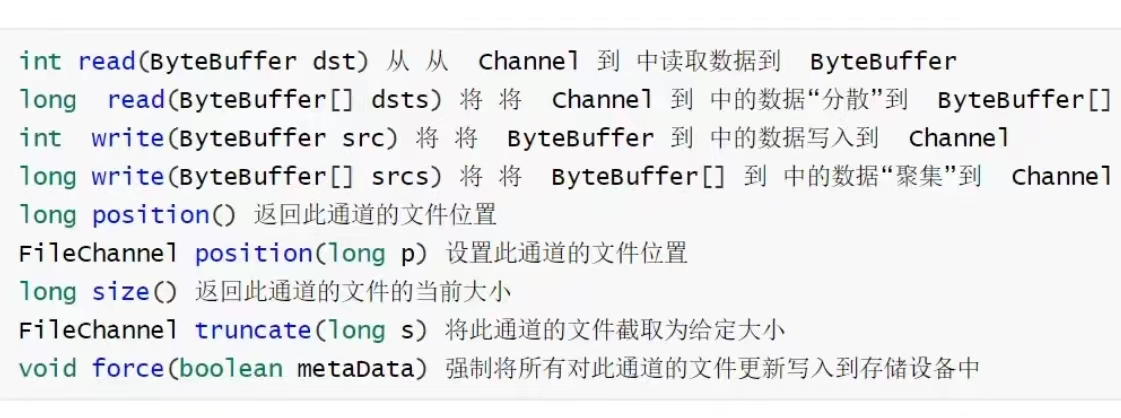 int read(ByteBuffer dst) 从 从 Channel 到 中读取数据到 ByteBuffer
long read(ByteBuffer[] dsts) 将 将 Channel 到 中的数据“分散”到 ByteBuffer[]
int write(ByteBuffer src) 将 将 ByteBuffer 到 中的数据写入到 Channel
long write(ByteBuffer[] srcs) 将 将 ByteBuffer[] 到 中的数据“聚集”到 Channel
long position() 返回此通道的文件位置
FileChannel position(long p) 设置此通道的文件位置
long size() 返回此通道的文件的当前大小
FileChannel truncate(long s) 将此通道的文件截取为给定大小
void force(boolean metaData) 强制将所有对此通道的文件更新写入到存储设备中